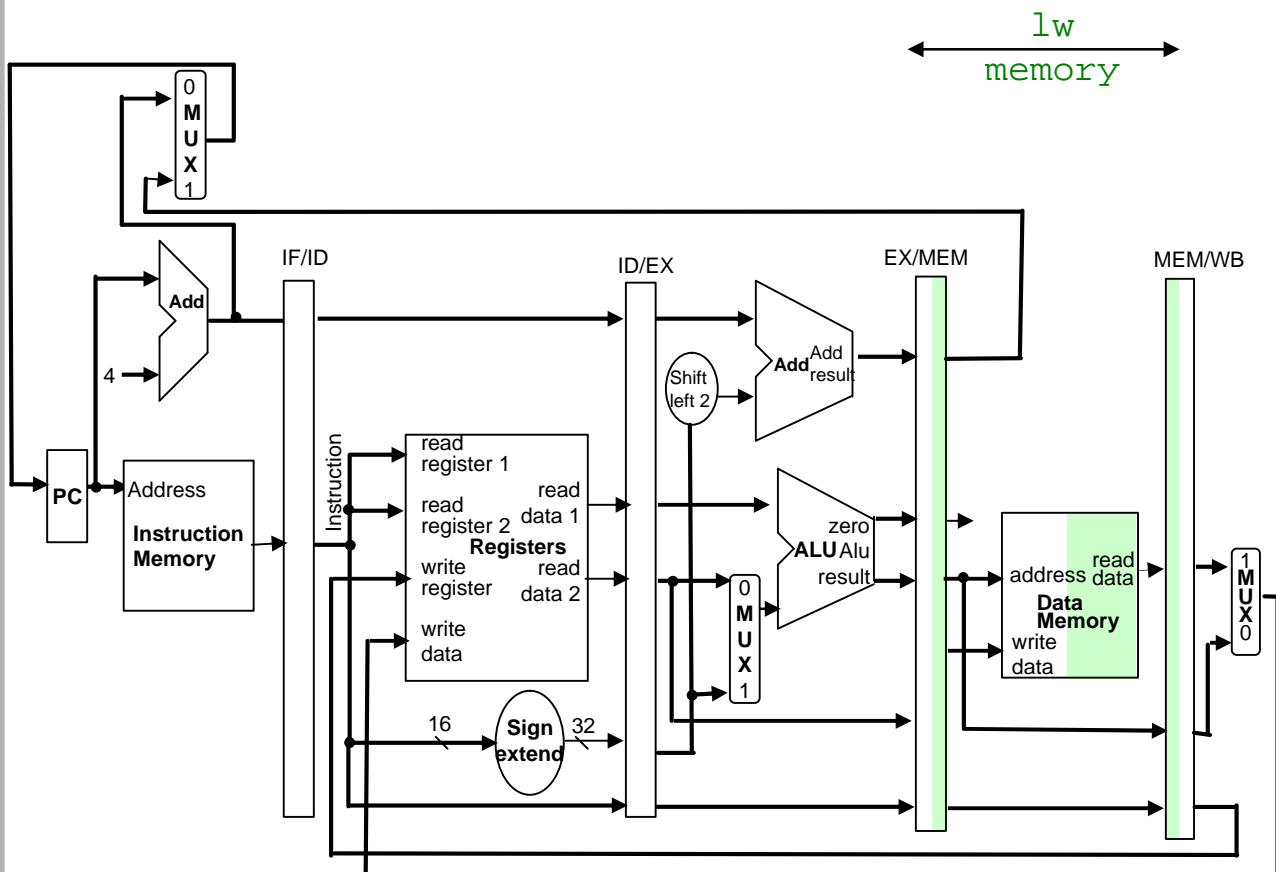 lw
memory
0
M
U
X
1
IF/ID
ID/EX
EX/MEM
MEM/WB
Add
4
Add
Add
result
Shift
left 2
PC
Address
Instruction
Memory
Instruction
read
register 1
read
register 2
write
register
write
data
Registers
read
data 1
read
data 2
16
Sign
extend
32
0
M
U
X
1
zero
ALU
Alu
result
address
read
data
Data
Memory
write
data
1
M
U
X
0